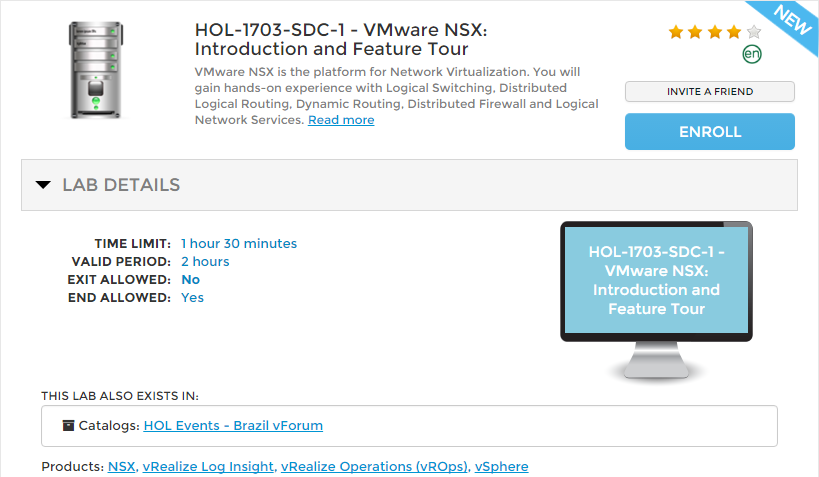 HOL-1703-SDC-1 - VMware NSX:
Introduction and Feature Tour
VMware NSX is the platform for Network Virtualization. You will
gain hands-on experience with Logical Switching, Distributed
Logical Routing, Dynamic Routing, Distributed Firewall and Logical
Network Services. Read more
NEW
en
INVITE A FRIEND
ENROLL
LAB DETAILS
TIME LIMIT: 1 hour 30 minutes
VALID PERIOD: 2 hours
EXIT ALLOWED: No
END ALLOWED: Yes
HOL-1703-SDC-1 -
VMware NSX:
Introduction and
Feature Tour
THIS LAB ALSO EXISTS IN:
Catalogs: HOL Events - Brazil vForum
Products: NSX, vRealize Log Insight, vRealize Operations (vROps), vSphere